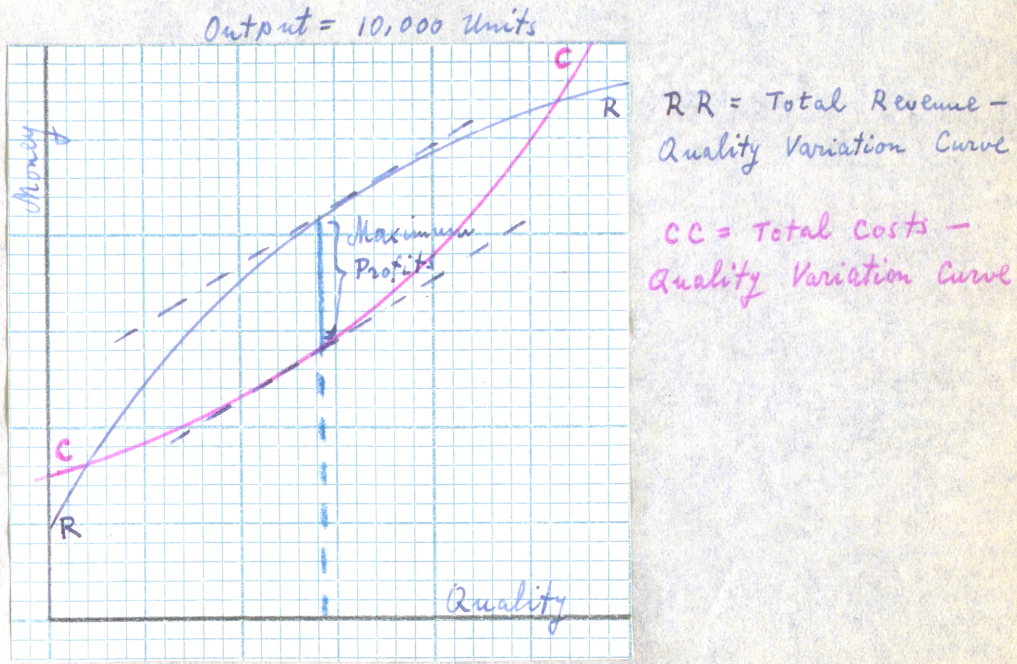 Output = 10,000 Units
Money
C
R
Maximum
Profits
C
R
Quality
RR = Total Revenue -
Quality Variation Curve
CC = Total Costs -
Quality Variation Curve